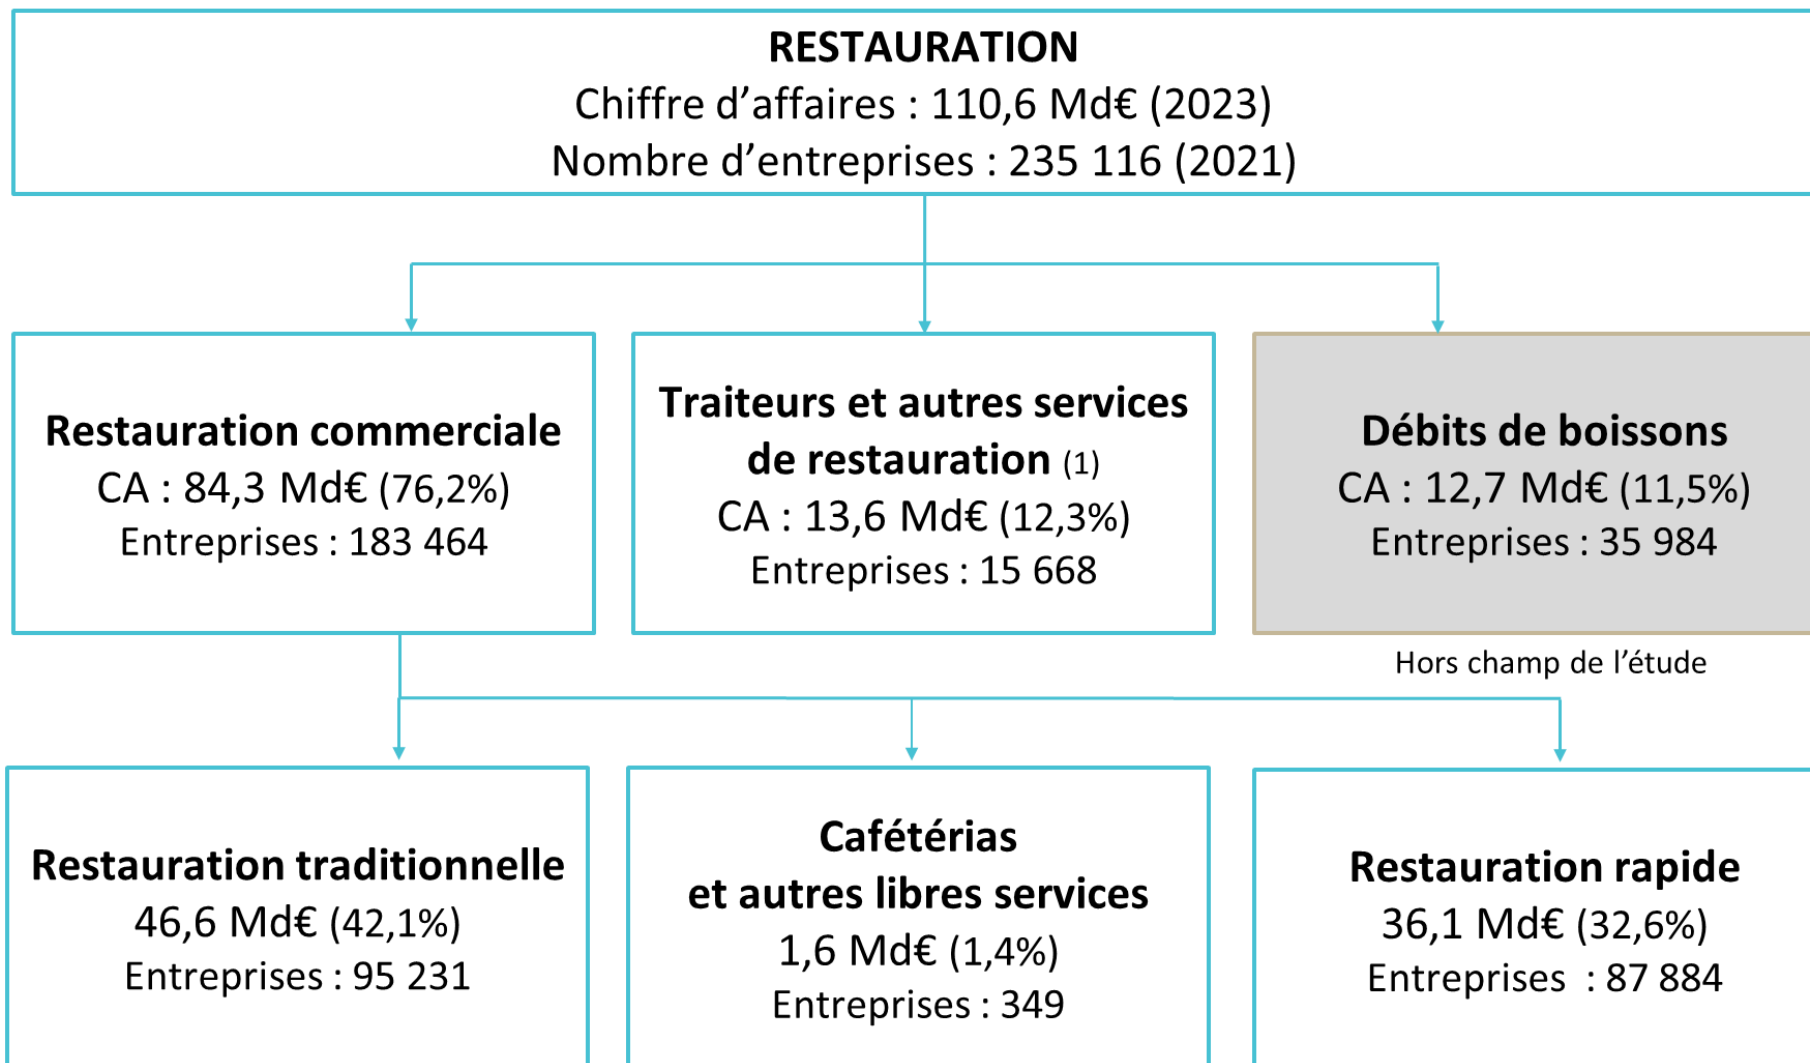 RESTAURATION
Chiffre d’affaires : 110,6 Md€ (2023)
Nombre d’entreprises : 235 116 (2021)
Restauration commerciale
CA : 84,3 Md€ (76,2%)
Entreprises : 183 464
Traiteurs et autres services
de restauration (1)
CA : 13,6 Md€ (12,3%)
Entreprises : 15 668
Débits de boissons
CA : 12,7 Md€ (11,5%)
Entreprises : 35 984
Hors champ de l’étude
Restauration traditionnelle
46,6 Md€ (42,1%)
Entreprises : 95 231
Cafétérias
et autres libres services
1,6 Md€ (1,4%)
Entreprises : 349
Restauration rapide
36,1 Md€ (32,6%)
Entreprises : 87 884